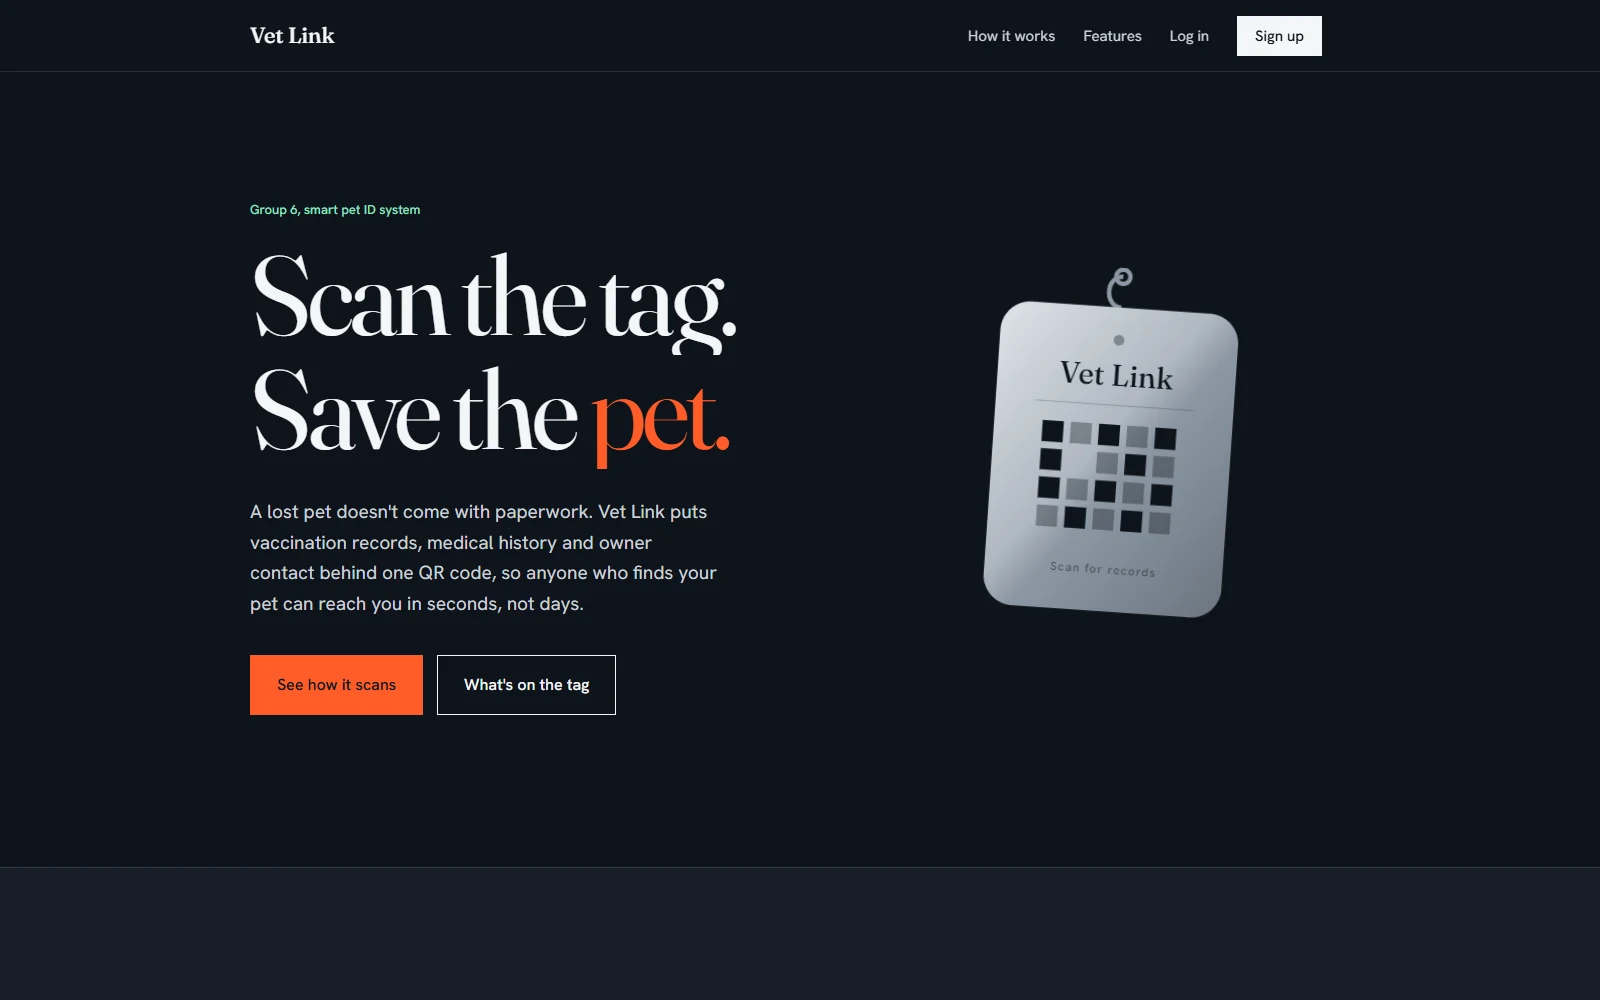 Vet Link
How it works
Features
Log in
Sign up
Group 6, smart pet ID system
Scan the tag.
Save the pet.
A lost pet doesn't come with paperwork. Vet Link puts
vaccination records, medical history and owner
contact behind one QR code, so anyone who finds your
pet can reach you in seconds, not days.
See how it scans
What's on the tag
Vet Link
Scan for records